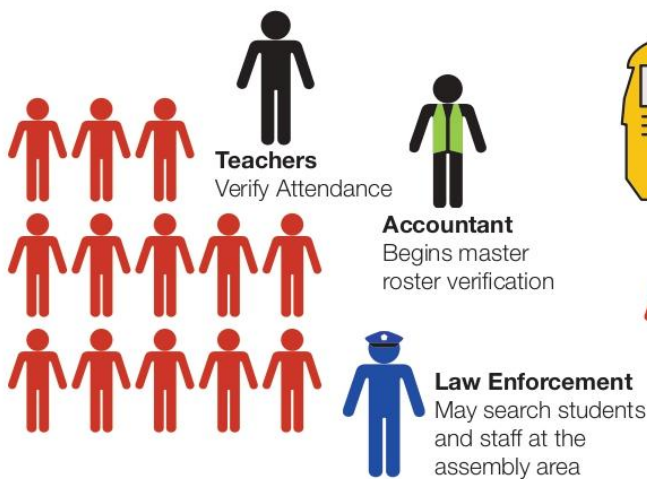 Teachers
Verify Attendance
Accountant
Begins master
roster verification
Law Enforcement
May search students
and staff at the
assembly area